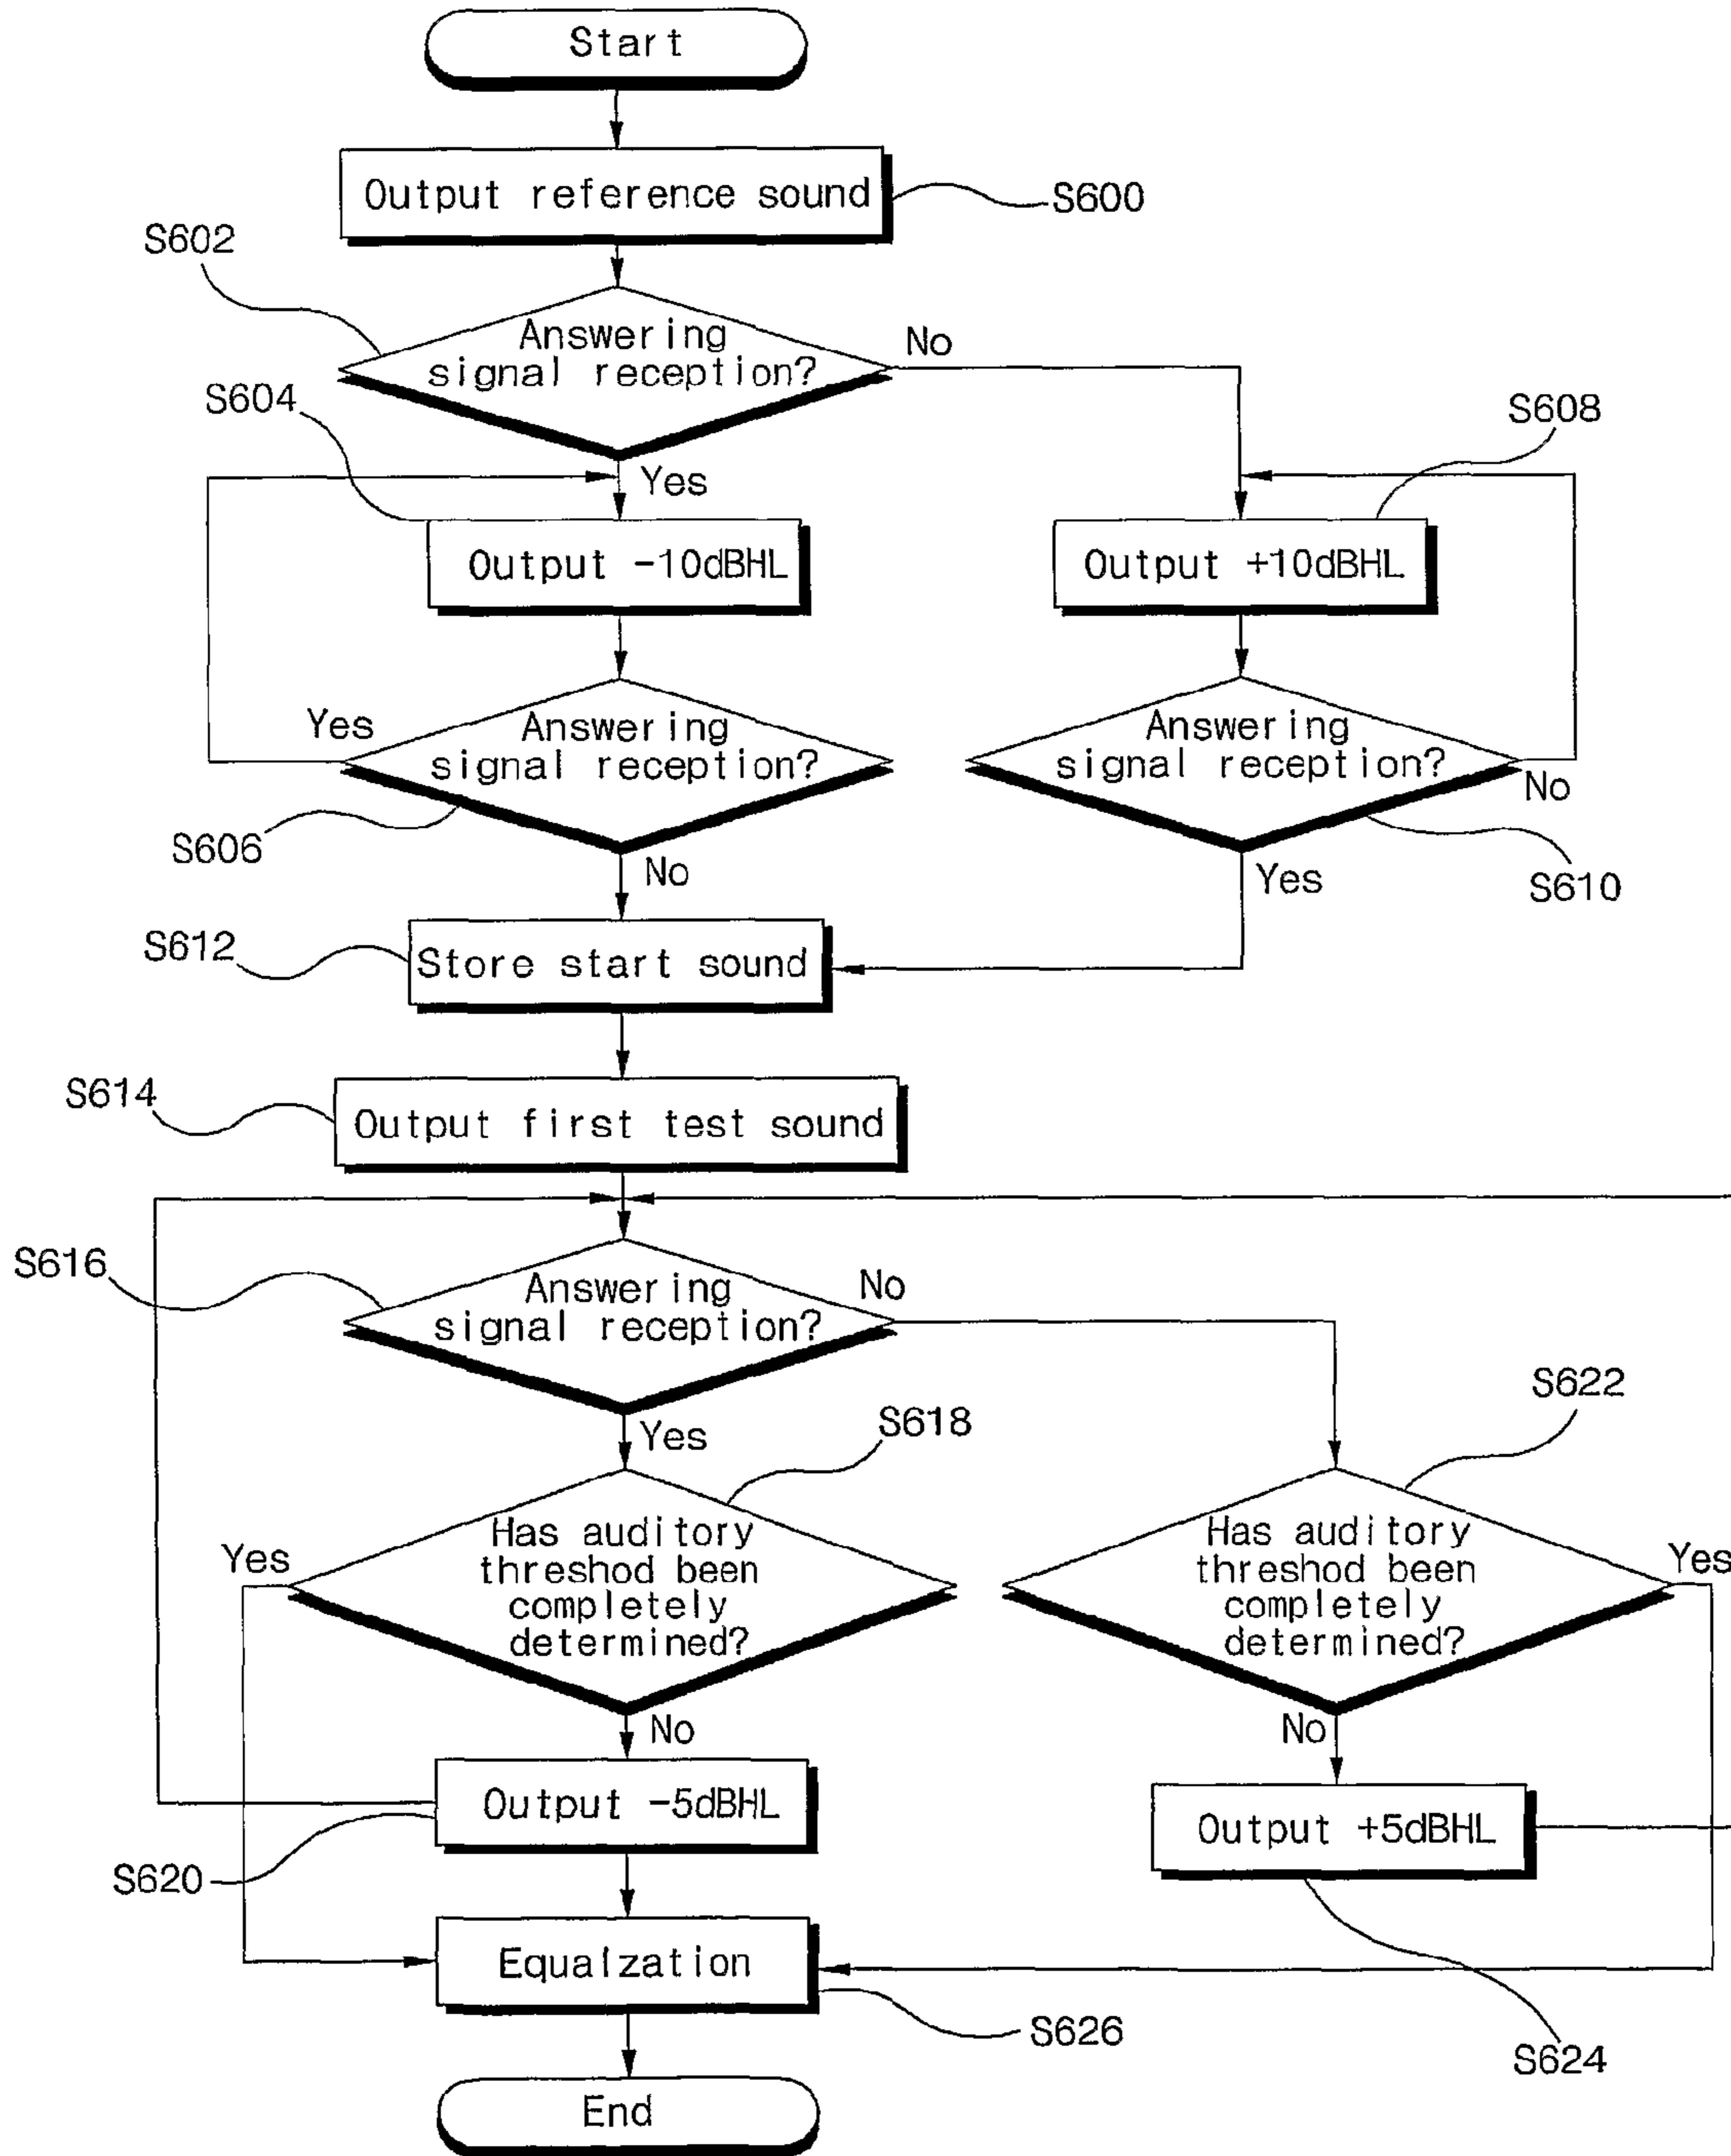 Start
Output reference sound
S600
S602
Answering
signal reception?
No
S604
Yes
S608
Output -10dBHL
Output +10dBHL
Yes
Answering
signal reception?
Answering
signal reception?
No
S606
No
Yes
S610
S612
Store start sound
S614
Output first test sound
S616
Answering
signal reception?
No
Yes
S618
S622
Yes
Has auditory
threshod been
completely
determined?
Has auditory
threshod been
completely
determined?
Yes
No
No
Output -5dBHL
Output +5dBHL
S620
Equalzation
S626
S624
End